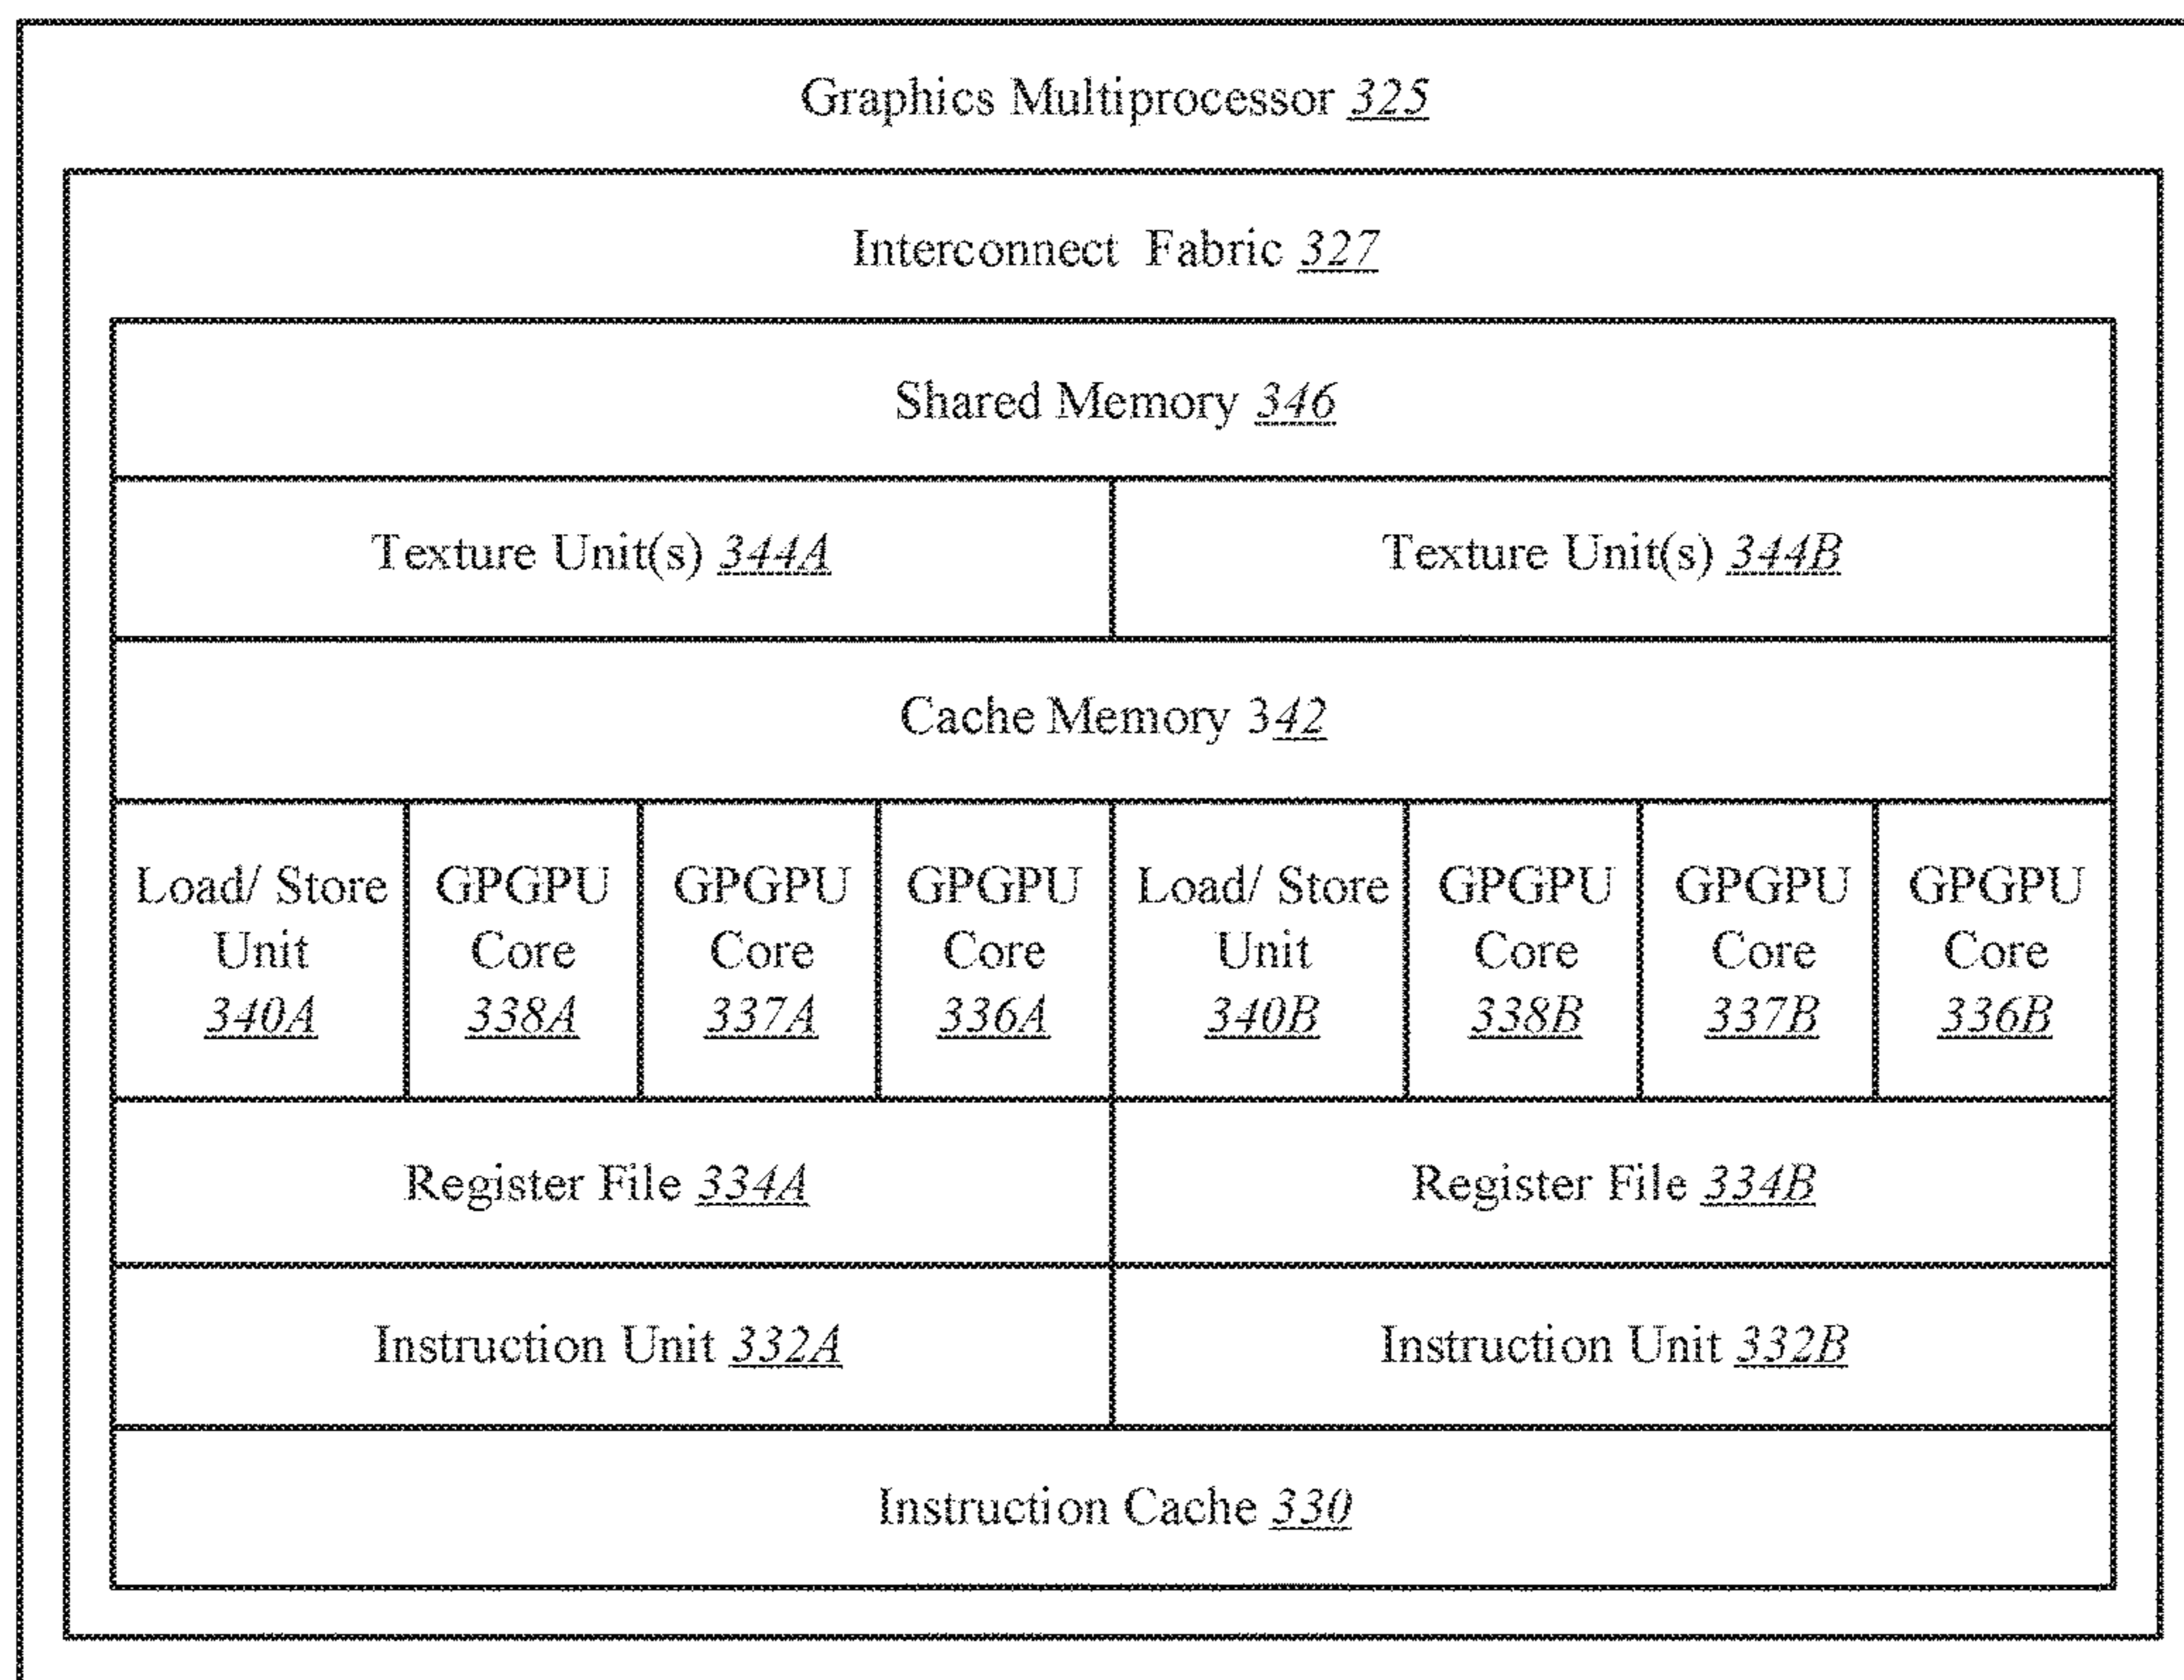 Graphics Multiprocessor 325
Interconnect Fabric 327
Shared Memory 346
Texture Unit(s) 344A
Texture Unit(s) 344B
Cache Memory 342
Load/ Store
Unit
340A
GPGPU
Core
338A
GPGPU
Core
337A
GPGPU
Core
336A
Load/ Store
Unit
340B
GPGPU
Core
338B
GPGPU
Core
337B
GPGPU
Core
336B
Register File 334A
Register File 334B
Instruction Unit 332A
Instruction Unit 332B
Instruction Cache 330